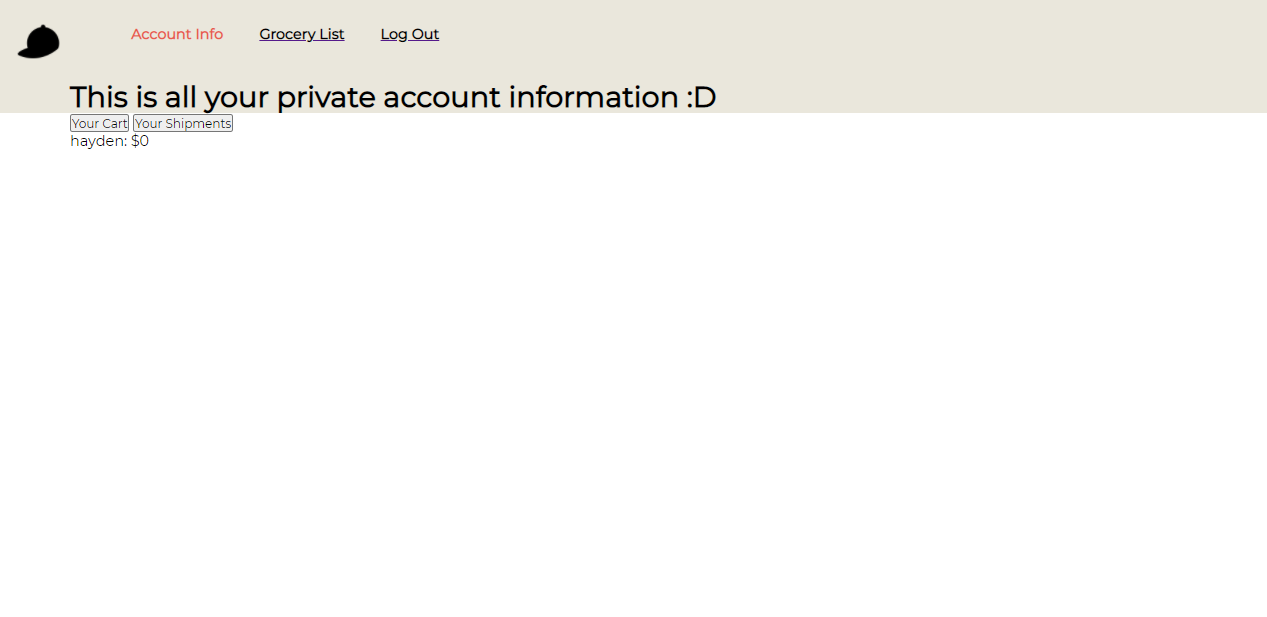 Account Info Grocery List Log Out
This is all your private account information :D
Your Cart Your Shipments
hayden: $0